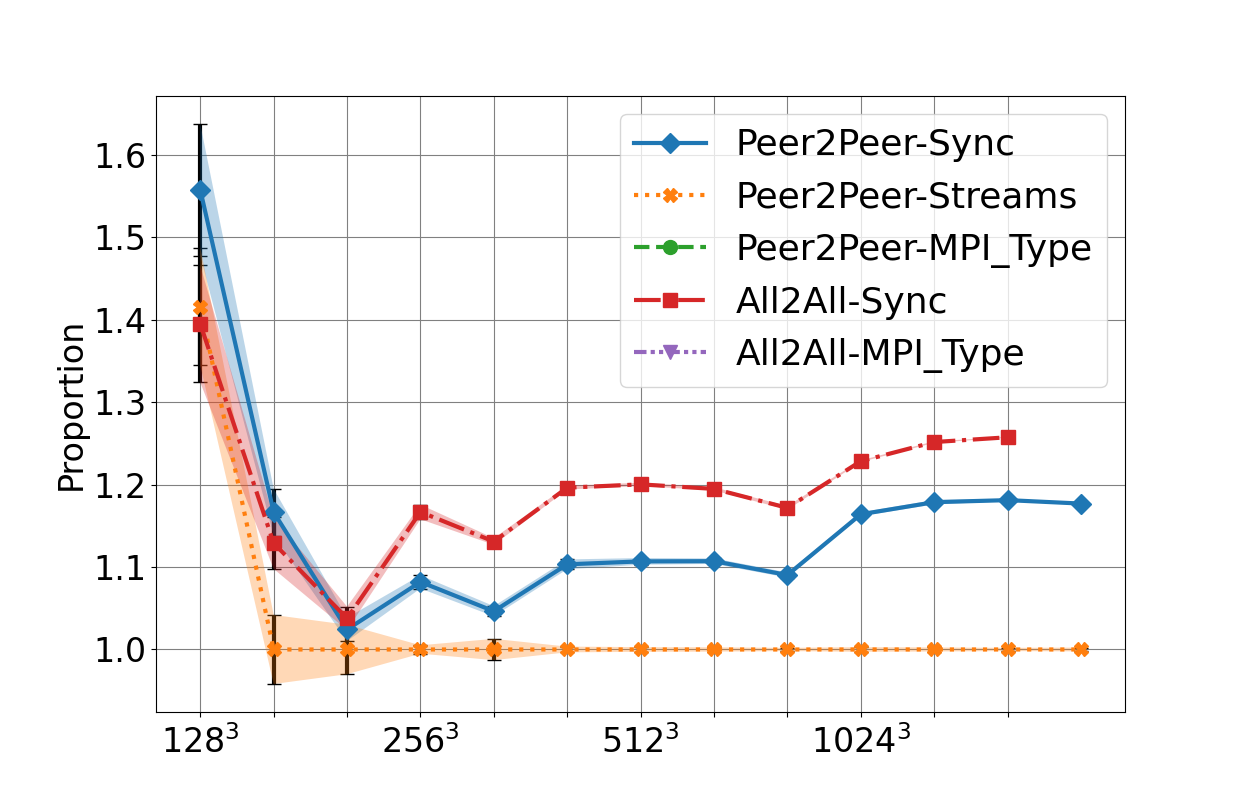 Proportion
1.6
1.5
1.4
1.3
1.2
1.1
1.0
128³
256³
512³
1024³
Peer2Peer-Sync
Peer2Peer-Streams
Peer2Peer-MPI_Type
All2All-Sync
All2All-MPI_Type